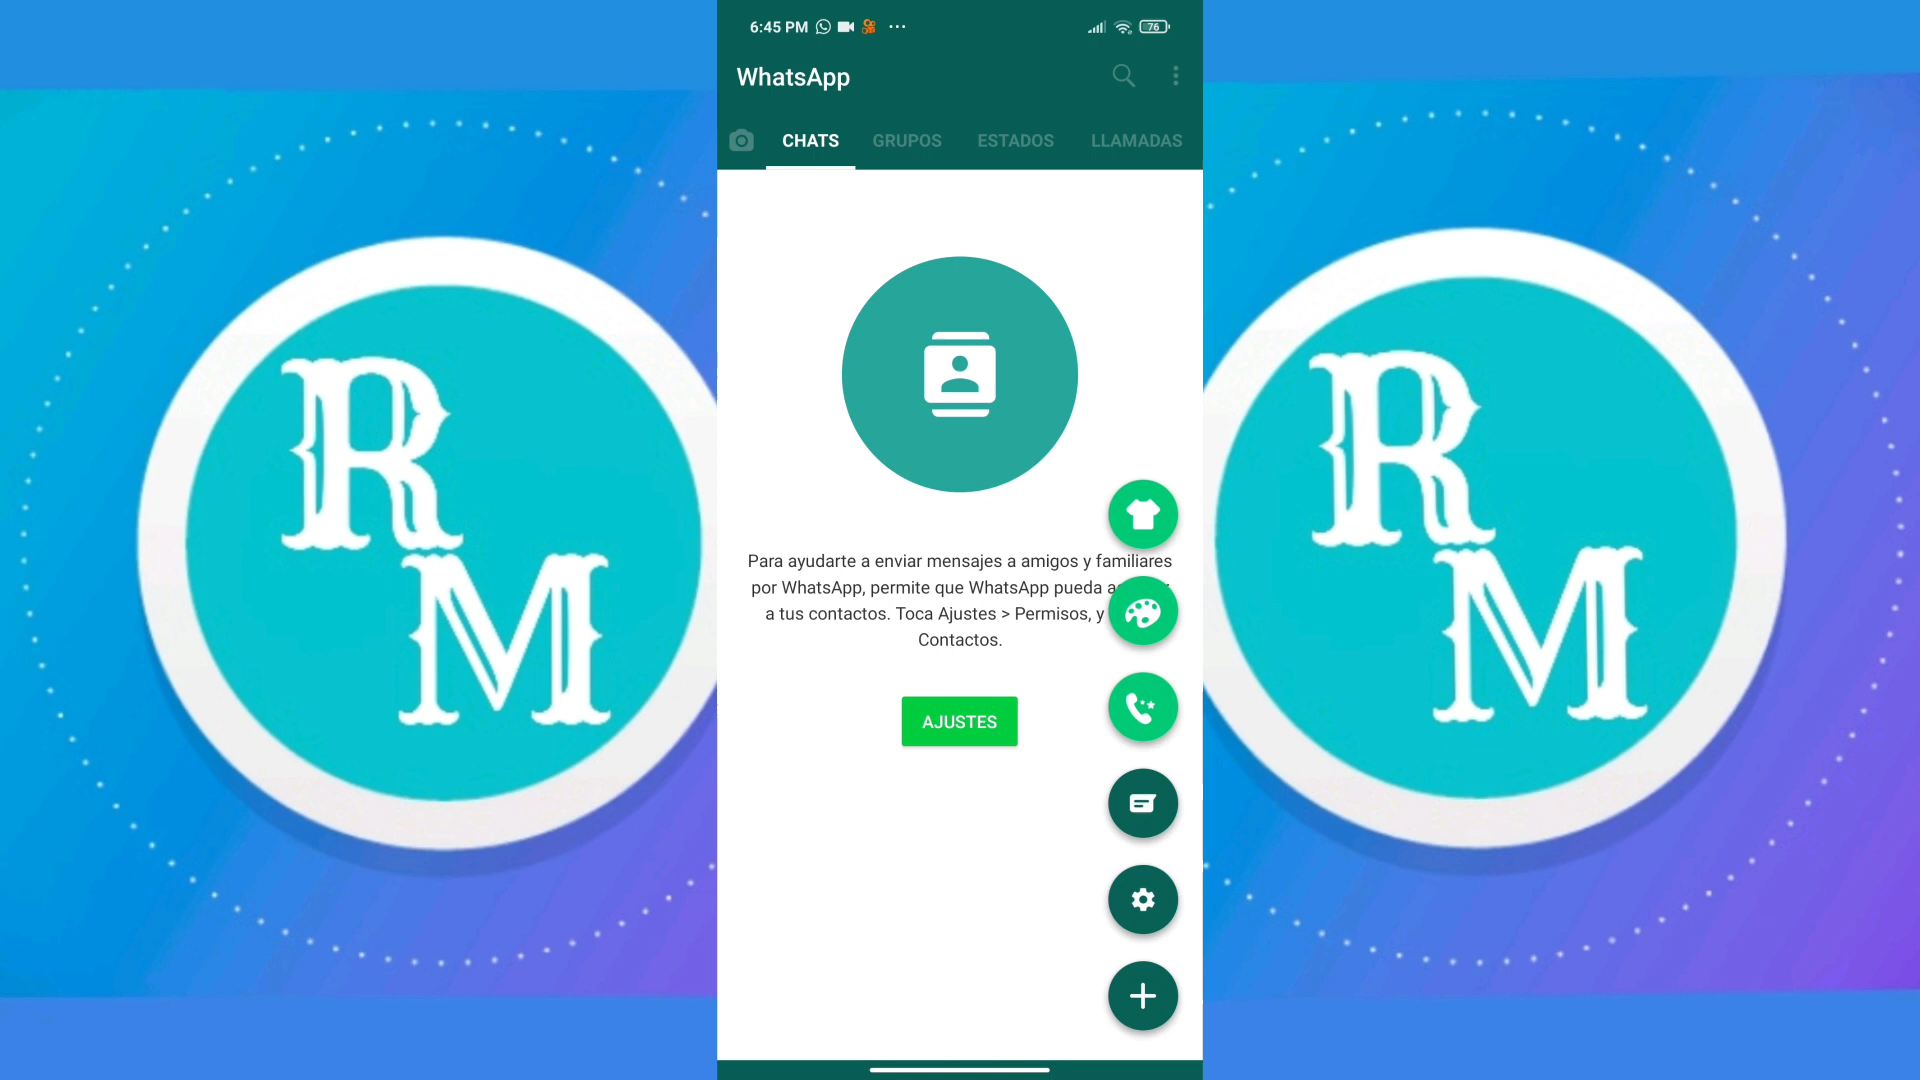 6:45 PM
76
WhatsApp
CHATS GRUPOS ESTADOS LLAMADAS
Para ayudarte a enviar mensajes a amigos y familiares
por WhatsApp, permite que WhatsApp pueda
a tus contactos. Toca Ajustes > Permisos, y
Contactos.
AJUSTES
R
M
R
M